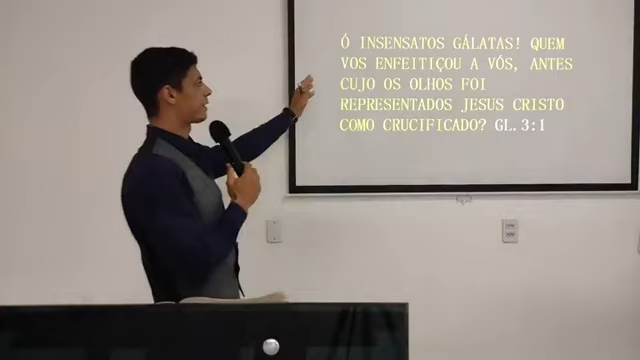 Ó INSENSATOS GÁLATAS! QUEM
VOS ENFEITIÇOU A VÓS, ANTES
CUJO OS OLHOS FOI
REPRESENTADOS JESUS CRISTO
COMO CRUCIFICADO? GL.3:1